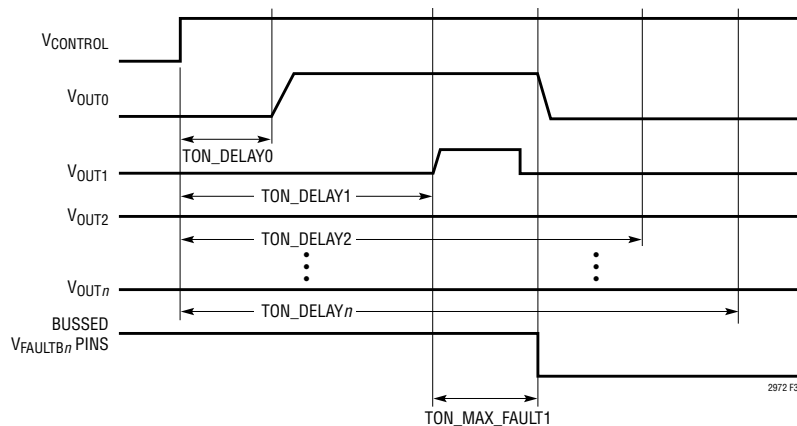 VCONTROL
VOUT0
TON_DELAY0
VOUT1
TON_DELAY1
VOUT2
TON_DELAY2
VOUTn
TON_DELAYn
BUSSED
VFAULTBn PINS
2972 F3
TON_MAX_FAULT1